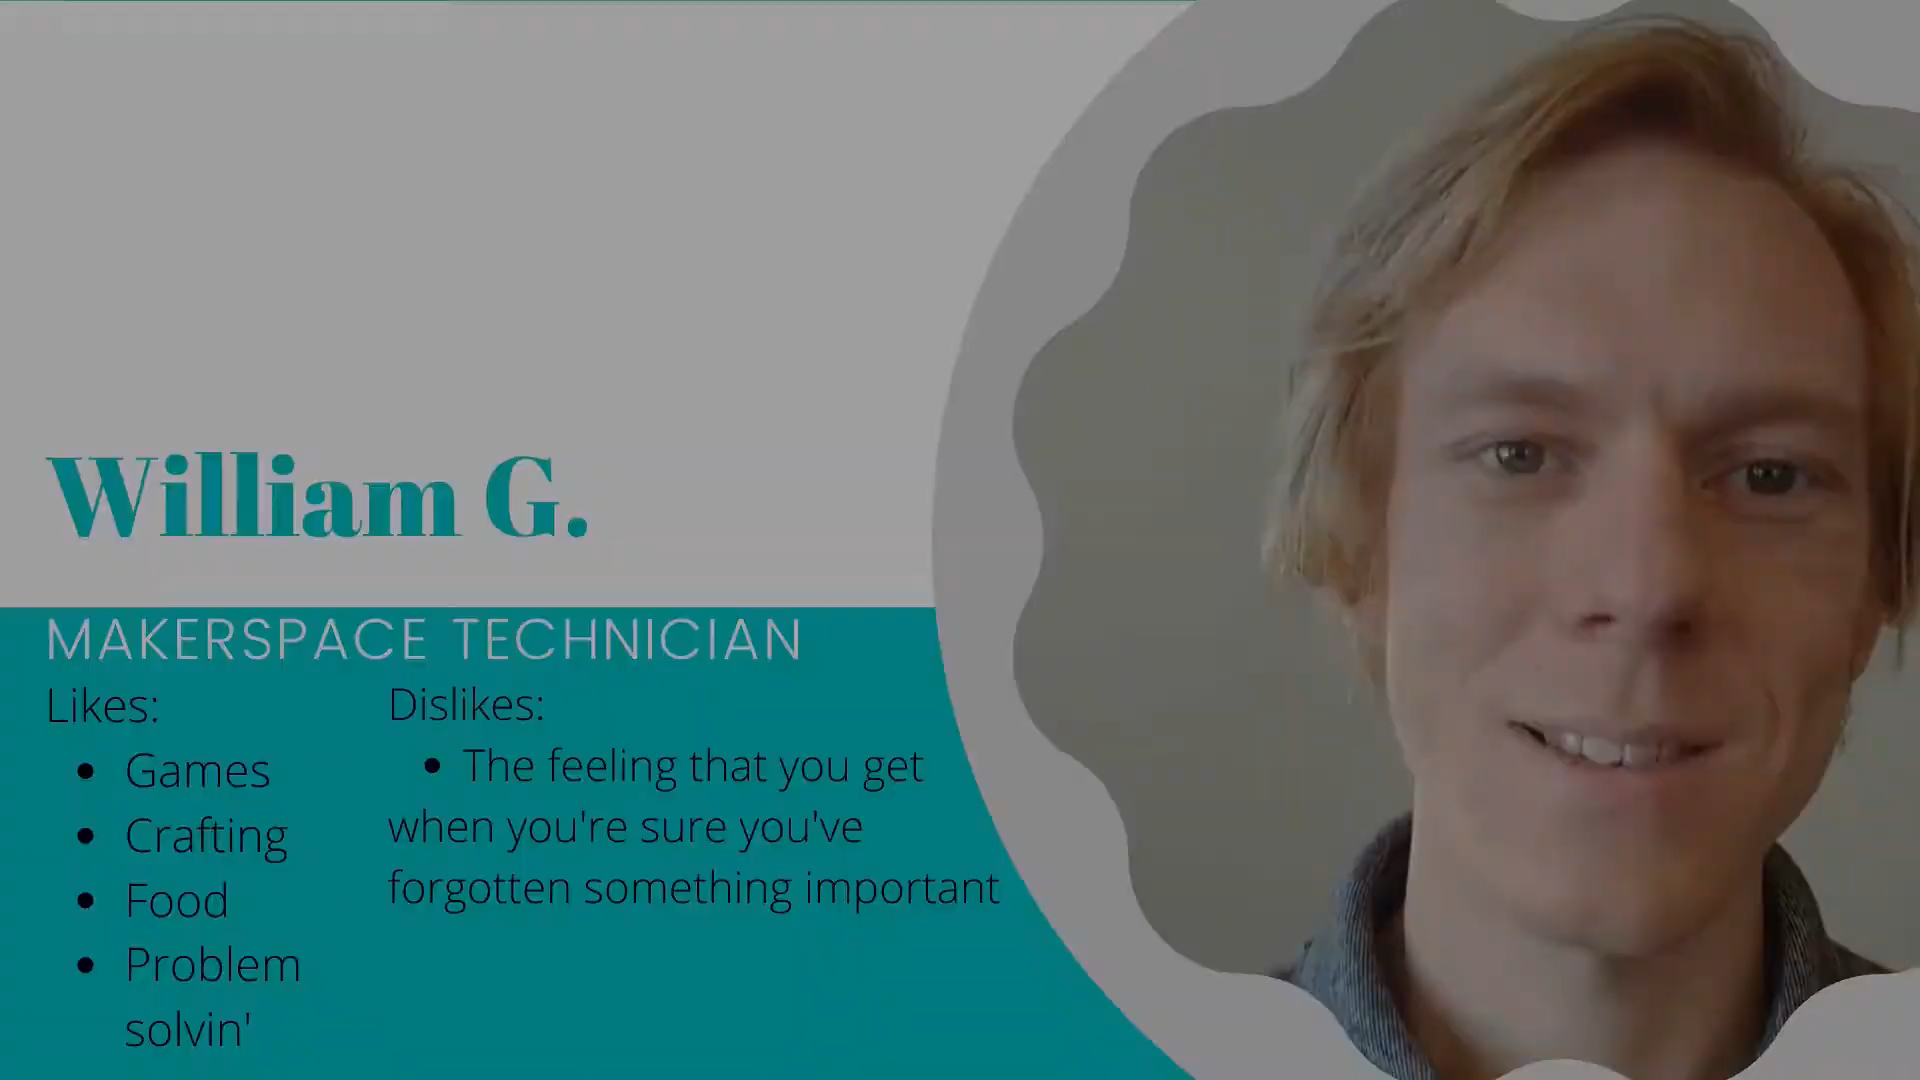 William G.
MAKERSPACE TECHNICIAN
Likes:
• Games
• Crafting
• Food
• Problem
solvin'
Dislikes:
• The feeling that you get
when you're sure you've
forgotten something important